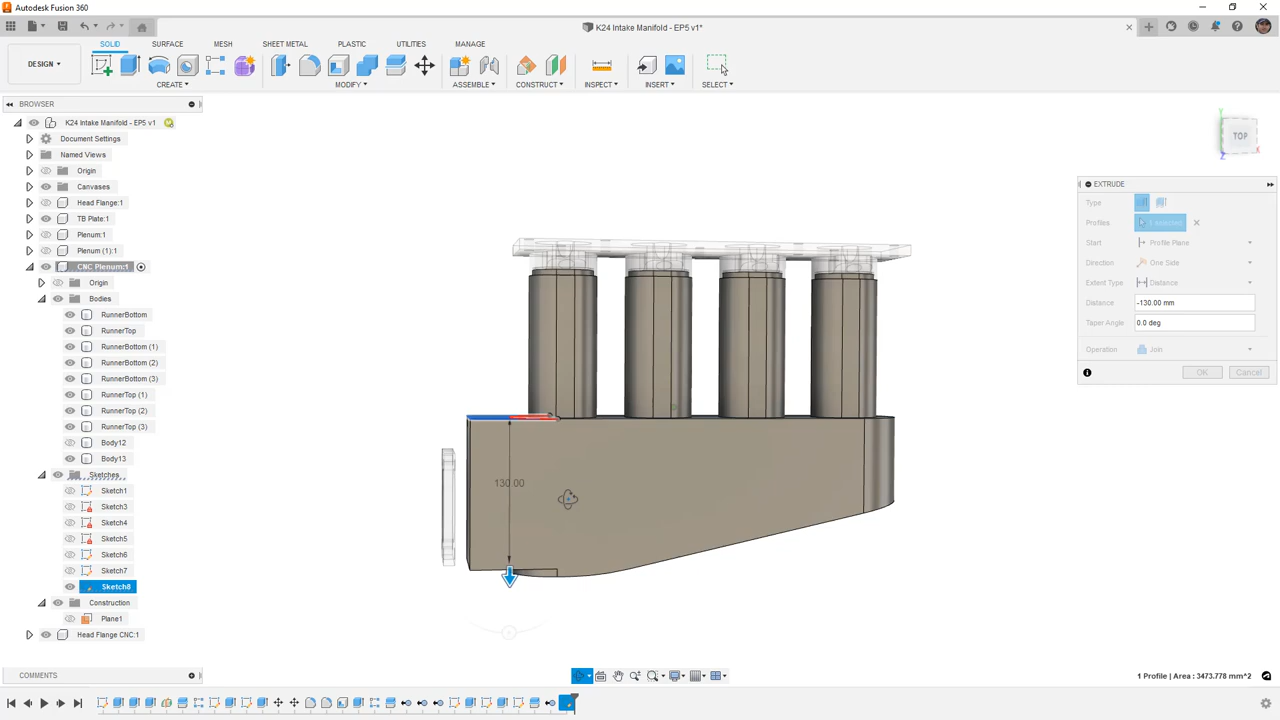 Autodesk Fusion 360
K24 Intake Manifold - EP5 v1*
SOLID SURFACE MESH SHEET METAL PLASTIC UTILITIES MANAGE
DESIGN
CREATE MODIFY ASSEMBLE CONSTRUCT INSPECT INSERT SELECT
BROWSER
K24 Intake Manifold - EP5 v1
Document Settings
Named Views
Origin
Canvases
Head Flange:1
TB Plate:1
Plenum:1
Plenum (1):1
CNC Plenum:1
Origin
Bodies
RunnerBottom
RunnerTop
RunnerBottom (1)
RunnerBottom (2)
RunnerBottom (3)
RunnerTop (1)
RunnerTop (2)
RunnerTop (3)
Body12
Body13
Sketches
Sketch1
Sketch3
Sketch4
Sketch5
Sketch6
Sketch7
Sketch8
Construction
Plane1
Head Flange CNC:1
COMMENTS
130.00
Y
TOP
X
Z
EXTRUDE
Type
Profiles 1 selected
Start Profile Plane
Direction One Side
Extent Type Distance
Distance -130.00 mm
Taper Angle 0.0 deg
Operation Join
OK Cancel
1 Profile | Area : 3473.778 mm^2